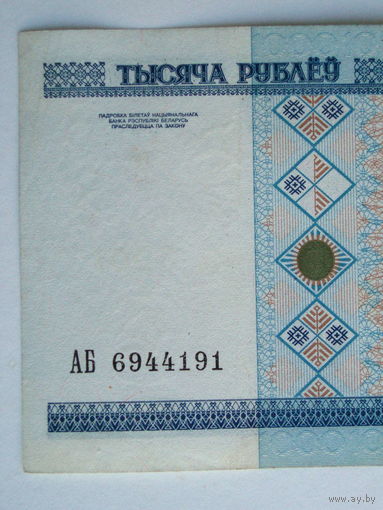 ТЫСЯЧА РУБЛЁЎ
ПАДРОБКА БІЛЕТАЎ НАЦЫЯНАЛЬНАГА
БАНКА РЭСПУБЛІКІ БЕЛАРУСЬ
ПРАСЛЕДУЕЦЦА ПА ЗАКОНУ
АБ 6944191
www.ay.by